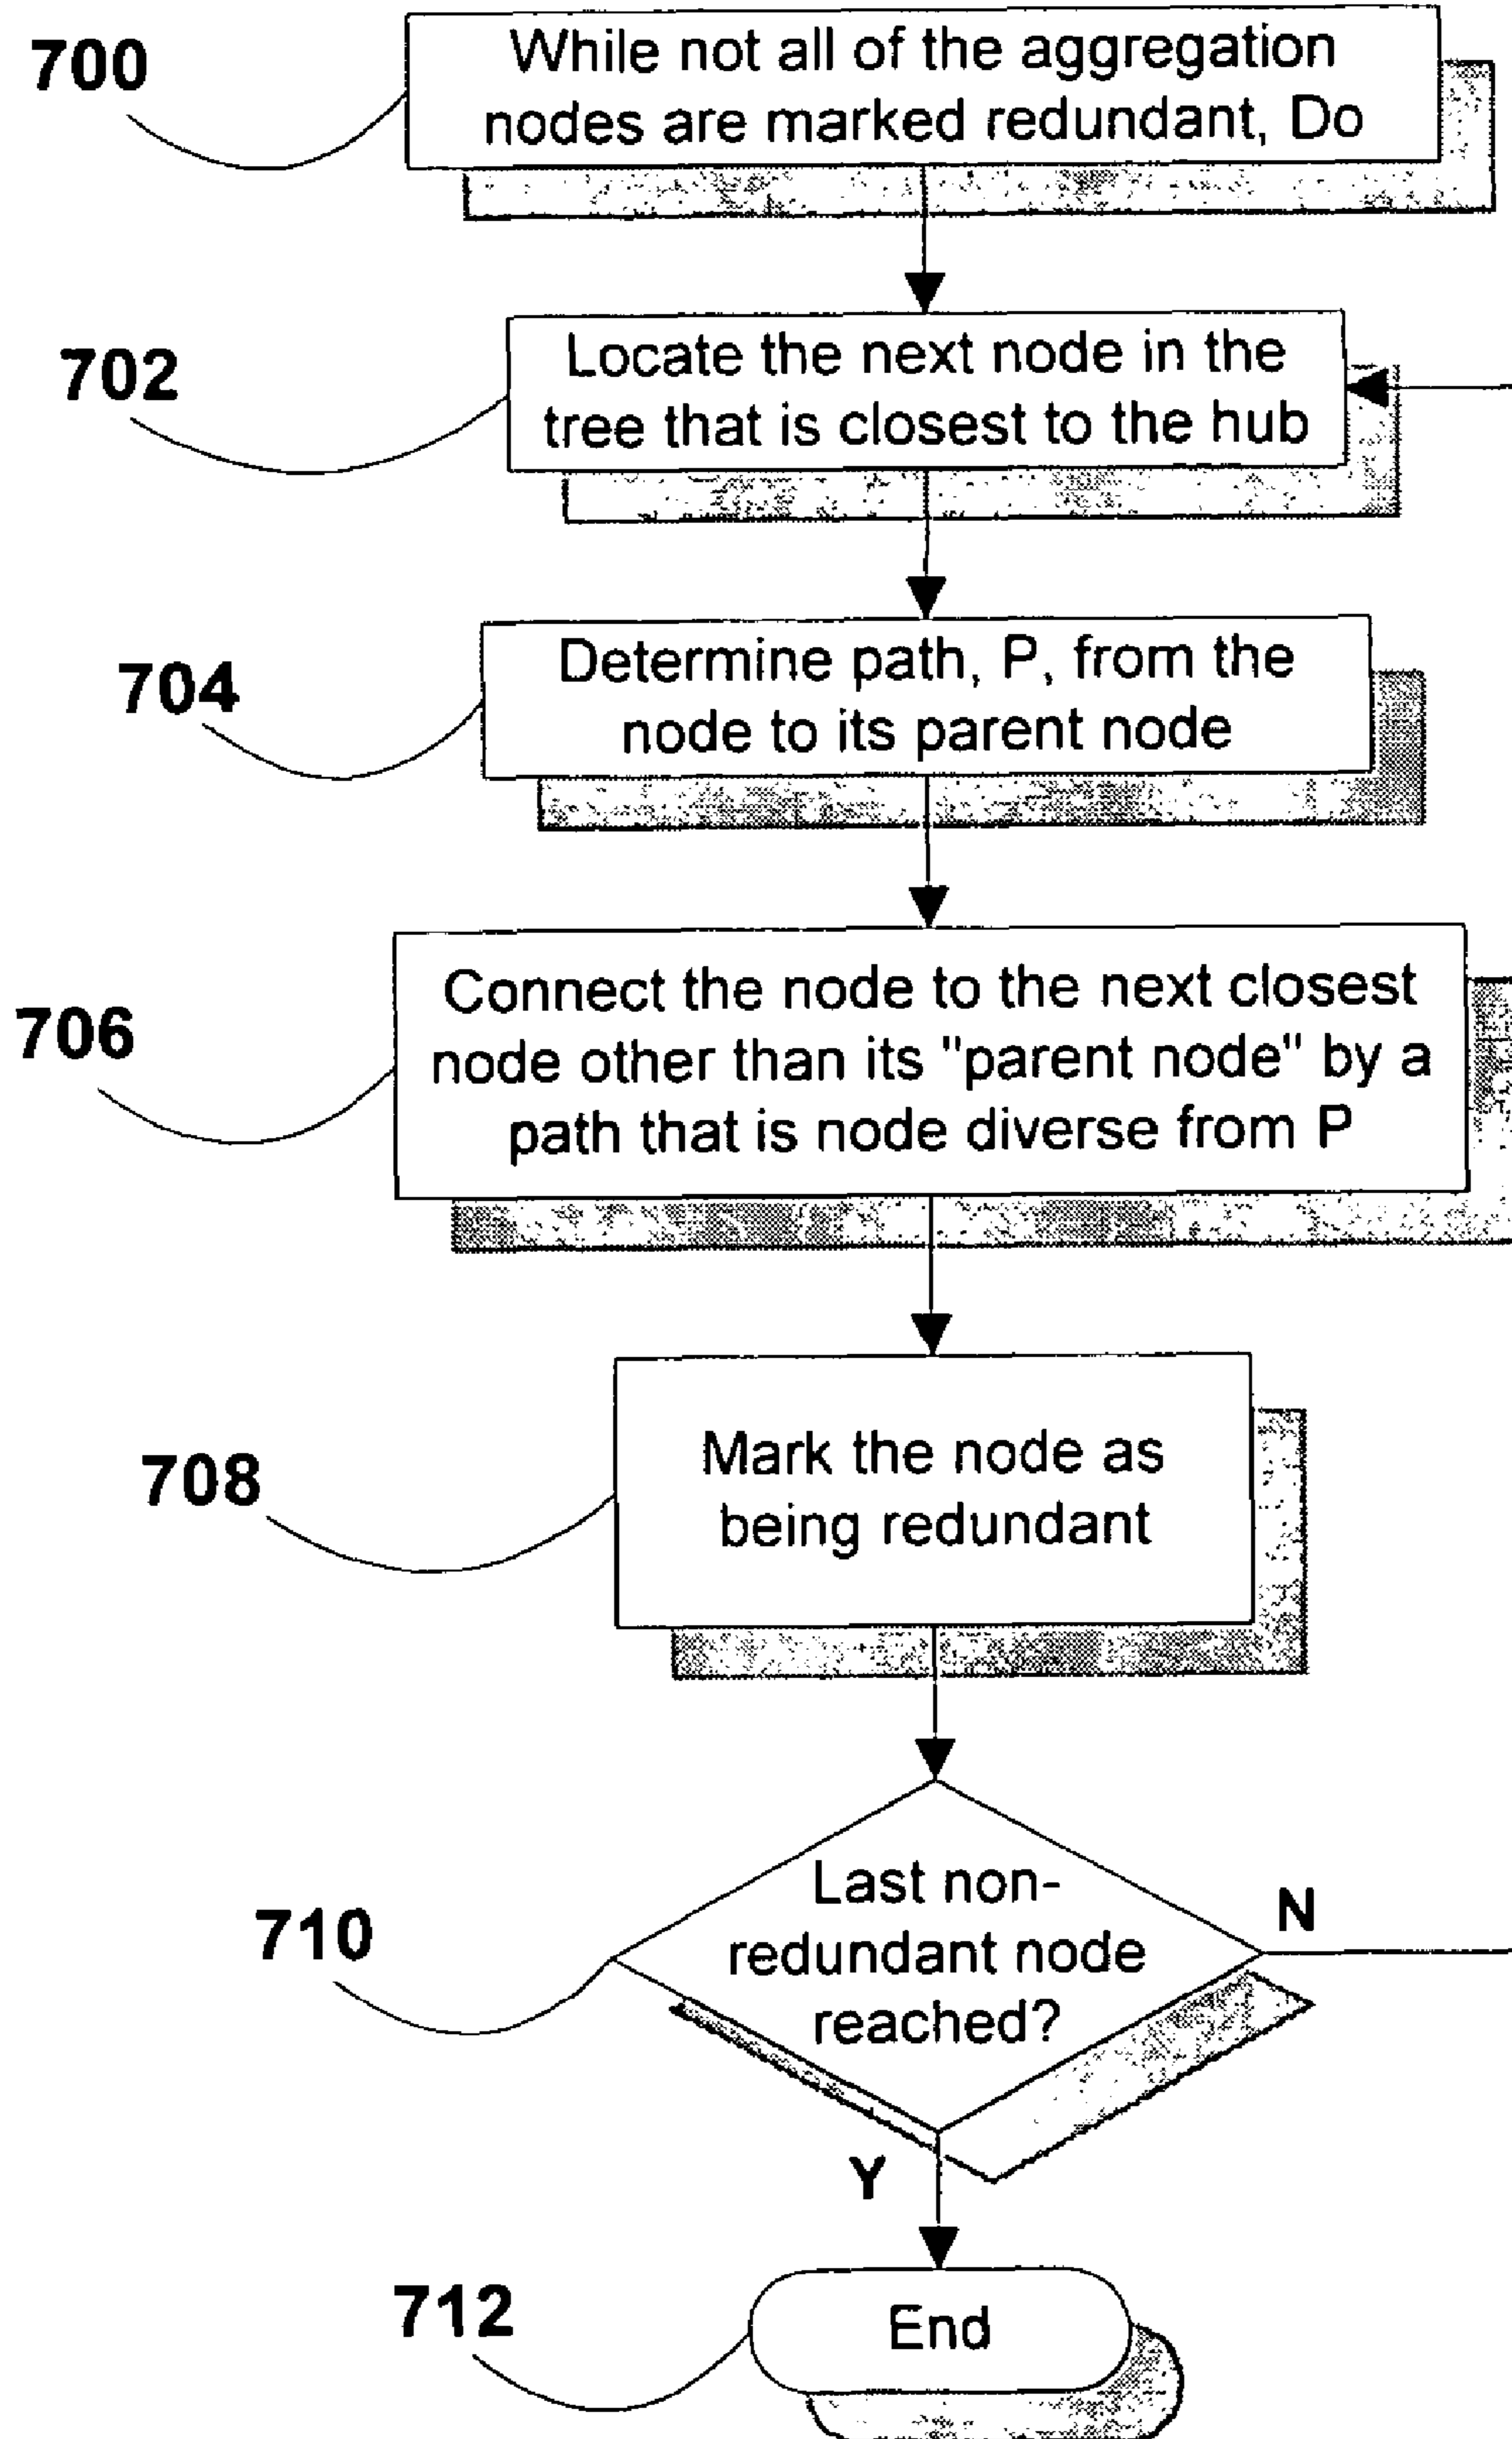 700
While not all of the aggregation
nodes are marked redundant, Do
702
Locate the next node in the
tree that is closest to the hub
704
Determine path, P, from the
node to its parent node
706
Connect the node to the next closest
node other than its "parent node" by a
path that is node diverse from P
708
Mark the node as
being redundant
710
Last non-
redundant node
reached?
N
Y
712
End